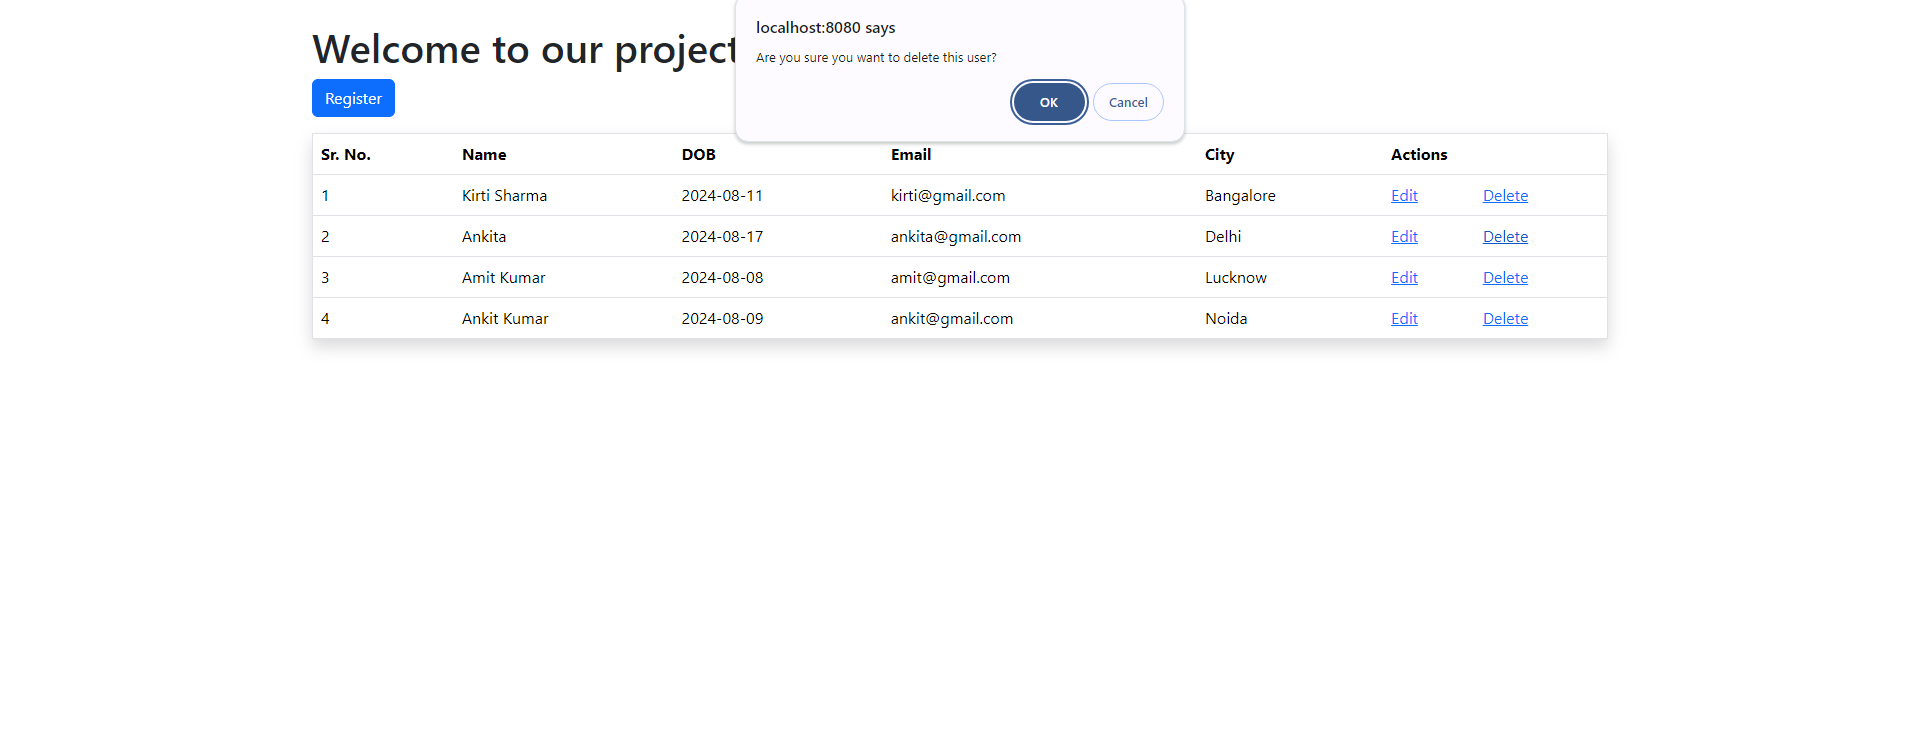 Welcome to our project
localhost:8080 says
Are you sure you want to delete this user?
OK Cancel
Register
Sr. No. Name DOB Email City Actions
1 Kirti Sharma 2024-08-11 kirti@gmail.com Bangalore Edit Delete
2 Ankita 2024-08-17 ankita@gmail.com Delhi Edit Delete
3 Amit Kumar 2024-08-08 amit@gmail.com Lucknow Edit Delete
4 Ankit Kumar 2024-08-09 ankit@gmail.com Noida Edit Delete